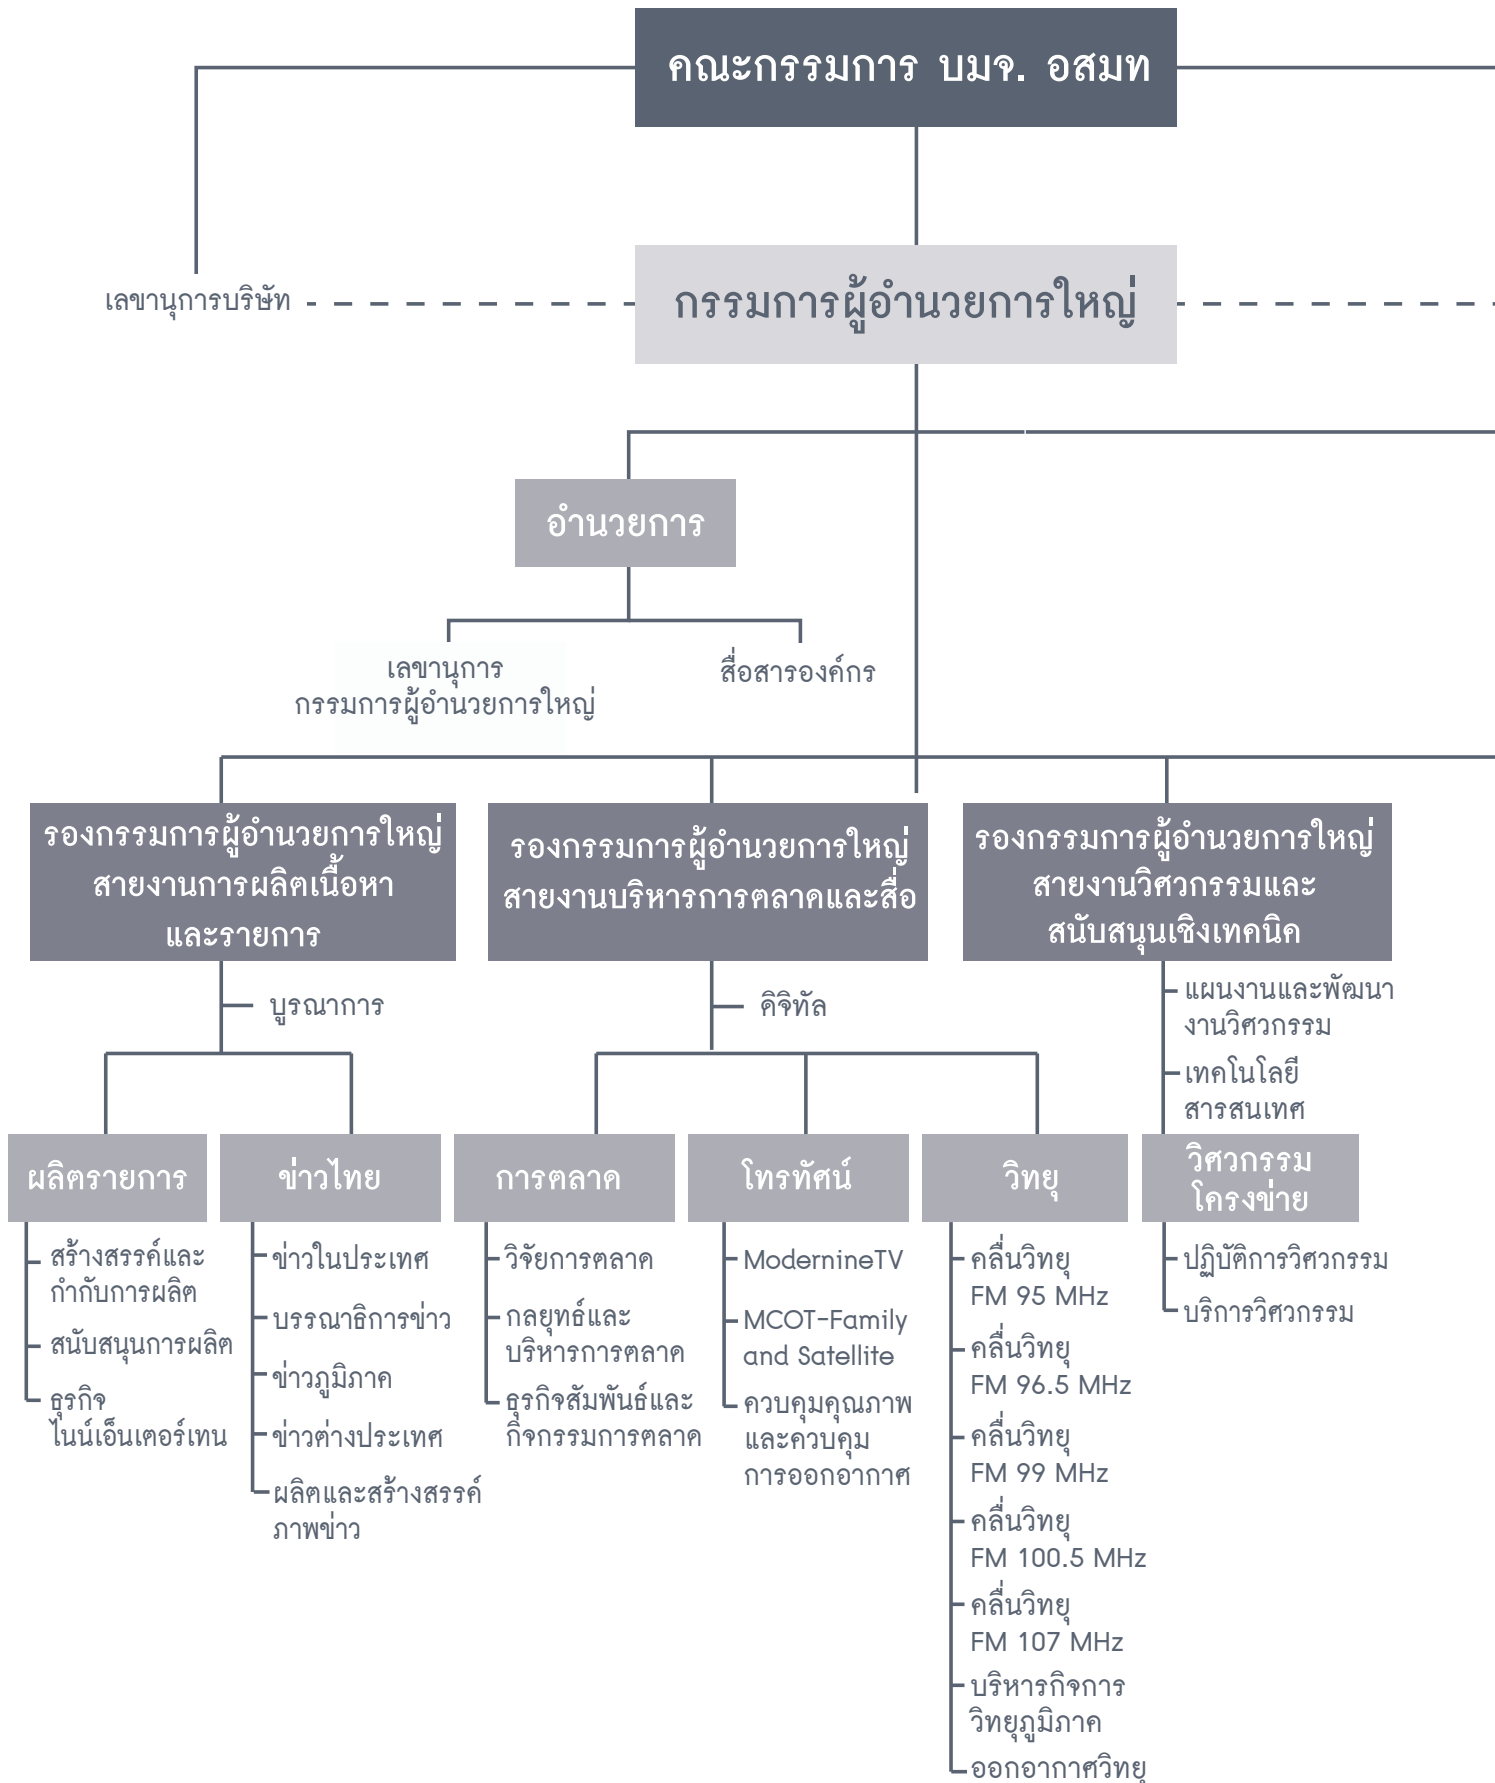 คณะกรรมการ บมจ. อสมท
เลขานุการบริษัท
กรรมการผู้อำนวยการใหญ่
อำนวยการ
เลขานุการ
กรรมการผู้อำนวยการใหญ่
สื่อสารองค์กร
รองกรรมการผู้อำนวยการใหญ่
สายงานการผลิตเนื้อหา
และรายการ
รองกรรมการผู้อำนวยการใหญ่
สายงานบริหารการตลาดและสื่อ
รองกรรมการผู้อำนวยการใหญ่
สายงานวิศวกรรมและ
สนับสนุนเชิงเทคนิค
บูรณาการ
ดิจิทัล
แผนงานและพัฒนา
งานวิศวกรรม
เทคโนโลยี
สารสนเทศ
ผลิตรายการ
สร้างสรรค์และ
กำกับการผลิต
สนับสนุนการผลิต
ธุรกิจ
ไนน์เอ็นเตอร์เทน
ข่าวไทย
ข่าวในประเทศ
บรรณาธิการข่าว
ข่าวภูมิภาค
ข่าวต่างประเทศ
ผลิตและสร้างสรรค์
ภาพข่าว
การตลาด
วิจัยการตลาด
กลยุทธ์และ
บริหารการตลาด
ธุรกิจสัมพันธ์และ
กิจกรรมการตลาด
โทรทัศน์
ModernineTV
MCOT-Family
and Satellite
ควบคุมคุณภาพ
และควบคุม
การออกอากาศ
วิทยุ
คลื่นวิทยุ
FM 95 MHz
คลื่นวิทยุ
FM 96.5 MHz
คลื่นวิทยุ
FM 99 MHz
คลื่นวิทยุ
FM 100.5 MHz
คลื่นวิทยุ
FM 107 MHz
บริหารกิจการ
วิทยุภูมิภาค
ออกอากาศวิทยุ
วิศวกรรม
โครงข่าย
ปฏิบัติการวิศวกรรม
บริการวิศวกรรม